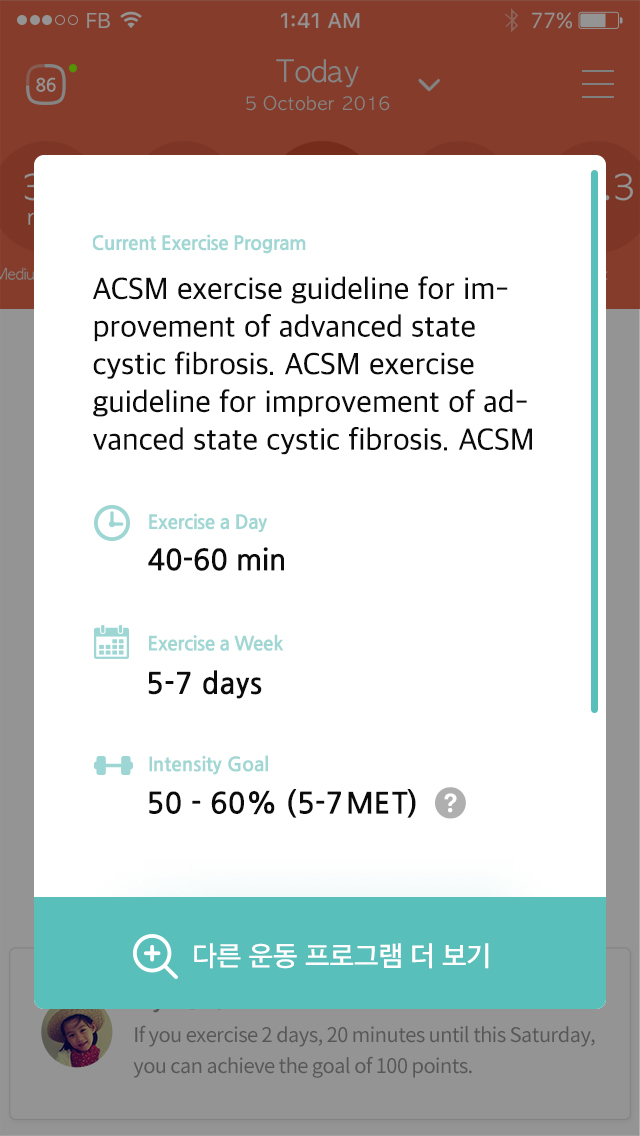 FB 1:41 AM 77%
86
Today
5 October 2016
3 .3
Current Exercise Program
ACSM exercise guideline for im-
provement of advanced state
cystic fibrosis. ACSM exercise
guideline for improvement of ad-
vanced state cystic fibrosis. ACSM
Exercise a Day
40-60 min
Exercise a Week
5-7 days
Intensity Goal
50 - 60% (5-7MET) ?
다른 운동 프로그램 더 보기
If you exercise 2 days, 20 minutes until this Saturday,
you can achieve the goal of 100 points.